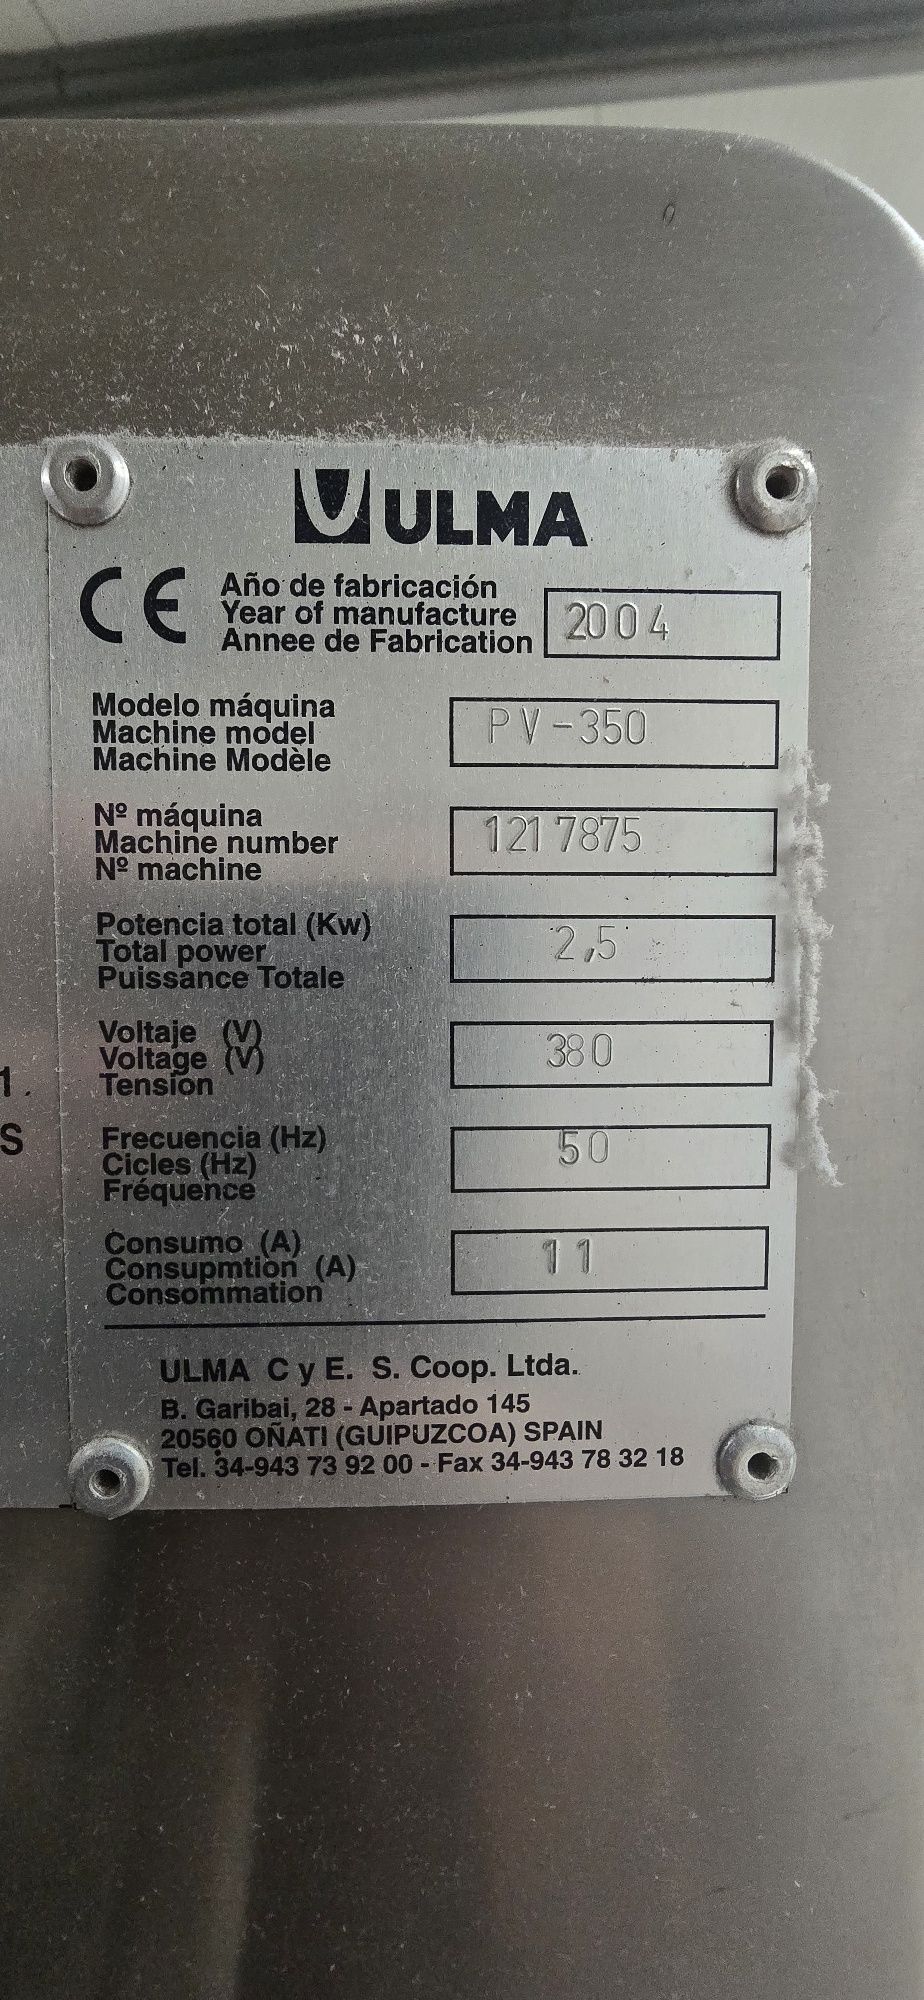 ULMA
CE Año de fabricación
Year of manufacture
Annee de Fabrication 2004
Modelo máquina
Machine model PV-350
Machine Modèle
Nº máquina
Machine number 1217875
Nº machine
Potencia total (Kw)
Total power 2,5
Puissance Totale
Voltaje (V)
Voltage (V) 380
Tension
1.
Frecuencia (Hz)
S
Cicles (Hz) 50
Fréquence
Consumo (A)
Consupmtion (A) 11
Consommation
ULMA C y E. S. Coop. Ltda.
B. Garibai, 28 - Apartado 145
20560 OÑATI (GUIPUZCOA) SPAIN
Tel. 34-943 73 92 00 - Fax 34-943 78 32 18